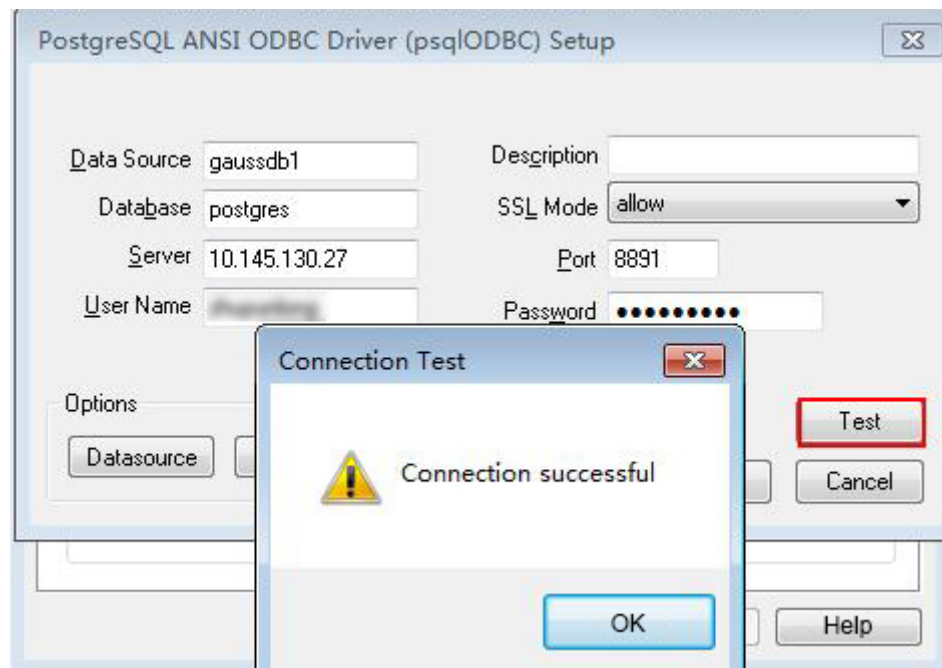 PostgreSQL ANSI ODBC Driver (psqlODBC) Setup
Data Source gaussdb1 Description
Database postgres SSL Mode allow
Server 10.145.130.27 Port 8891
User Name Password •••••••••
Connection Test
Options
Test
Datasource
Connection successful
Cancel
OK
Help